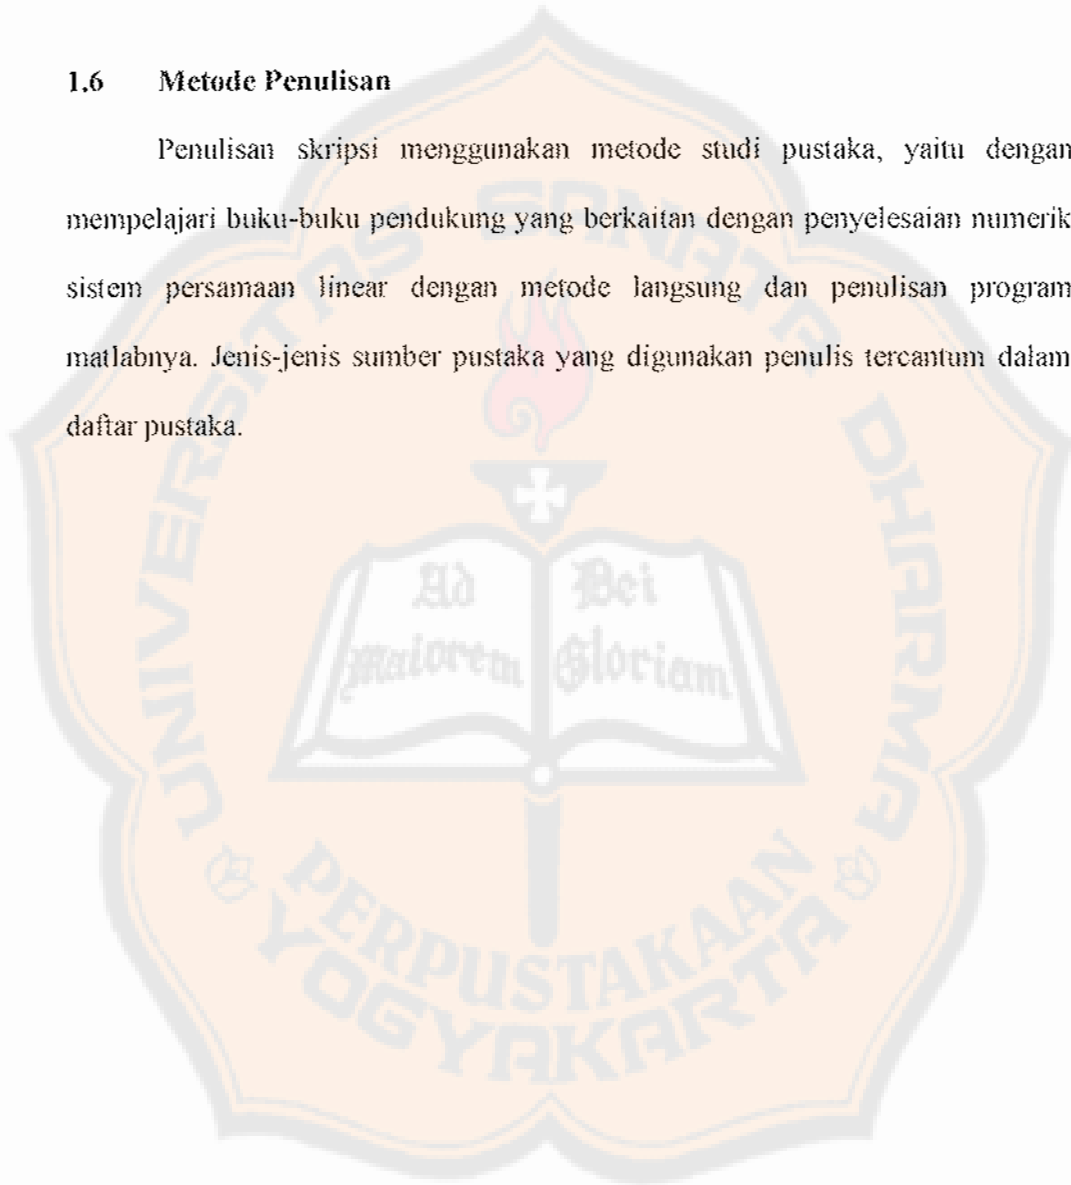 1.6 Metode Penulisan
Penulisan skripsi menggunakan metode studi pustaka, yaitu dengan
mempelajari buku-buku pendukung yang berkaitan dengan penyelesaian numerik
sistem persamaan linear dengan metode langsung dan penulisan program
matlabnya. Jenis-jenis sumber pustaka yang digunakan penulis tercantum dalam
daftar pustaka.
UNIVERSITAS SANATA DHARMA
Ad Dei
Maiorem Gloriam
PERPUSTAKAAN
YOGYAKARTA